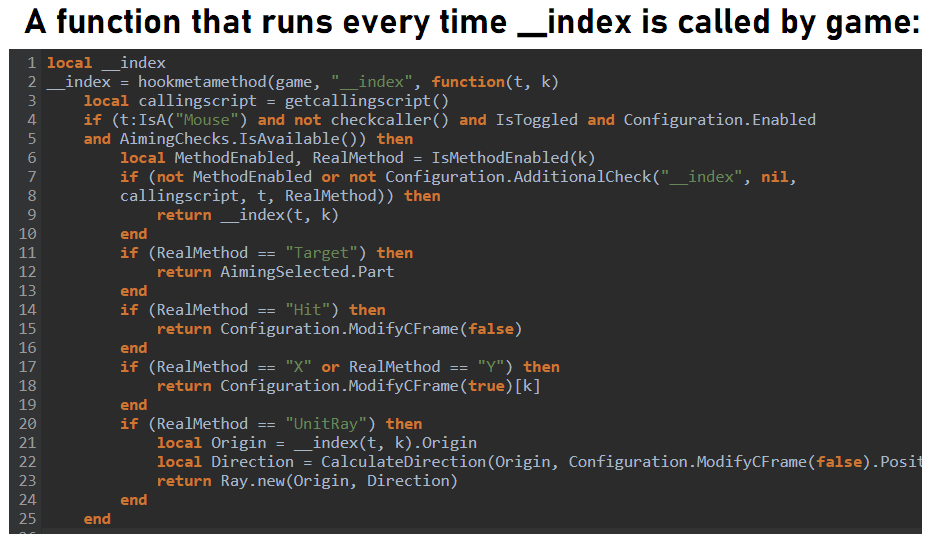 A function that runs every time __index is called by game:
1 local __index
2 __index = hookmetamethod(game, "__index", function(t, k)
3 local callingscript = getcallingscript()
4 if (t:IsA("Mouse") and not checkcaller() and IsToggled and Configuration.Enabled
5 and AimingChecks.IsAvailable()) then
6 local MethodEnabled, RealMethod = IsMethodEnabled(k)
7 if (not MethodEnabled or not Configuration.AdditionalCheck("__index", nil,
8 callingscript, t, RealMethod)) then
9 return __index(t, k)
10 end
11 if (RealMethod == "Target") then
12 return AimingSelected.Part
13 end
14 if (RealMethod == "Hit") then
15 return Configuration.ModifyCFrame(false)
16 end
17 if (RealMethod == "X" or RealMethod == "Y") then
18 return Configuration.ModifyCFrame(true)[k]
19 end
20 if (RealMethod == "UnitRay") then
21 local Origin = __index(t, k).Origin
22 local Direction = CalculateDirection(Origin, Configuration.ModifyCFrame(false).Posit
23 return Ray.new(Origin, Direction)
24 end
25 end